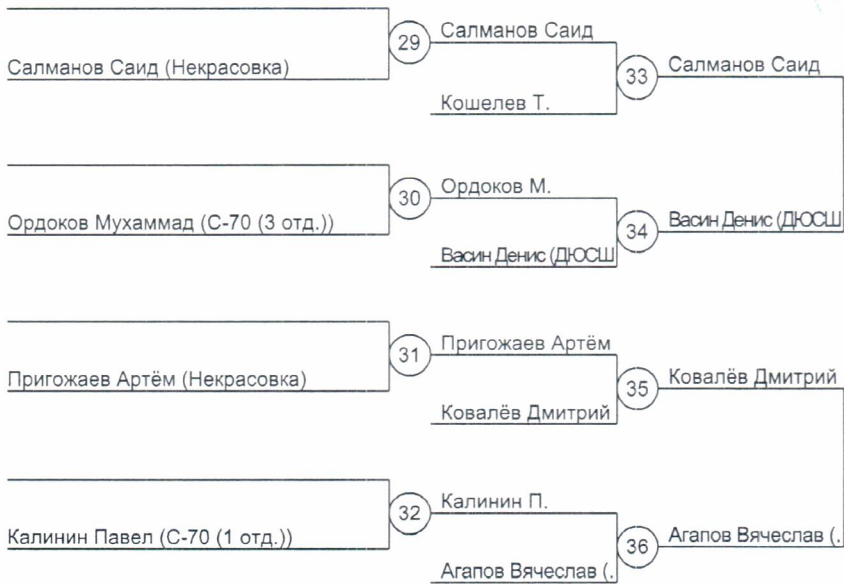 29
Салманов Саид
Салманов Саид (Некрасовка)
33
Салманов Саид
Кошелев Т.
30
Ордоков М.
Ордоков Мухаммад (С-70 (3 отд.))
34
Васин Денис (ДЮСШ
Васин Денис (ДЮСШ
31
Пригожаев Артём
Пригожаев Артём (Некрасовка)
35
Ковалёв Дмитрий
Ковалёв Дмитрий
32
Калинин П.
Калинин Павел (С-70 (1 отд.))
36
Агапов Вячеслав (.
Агапов Вячеслав (.